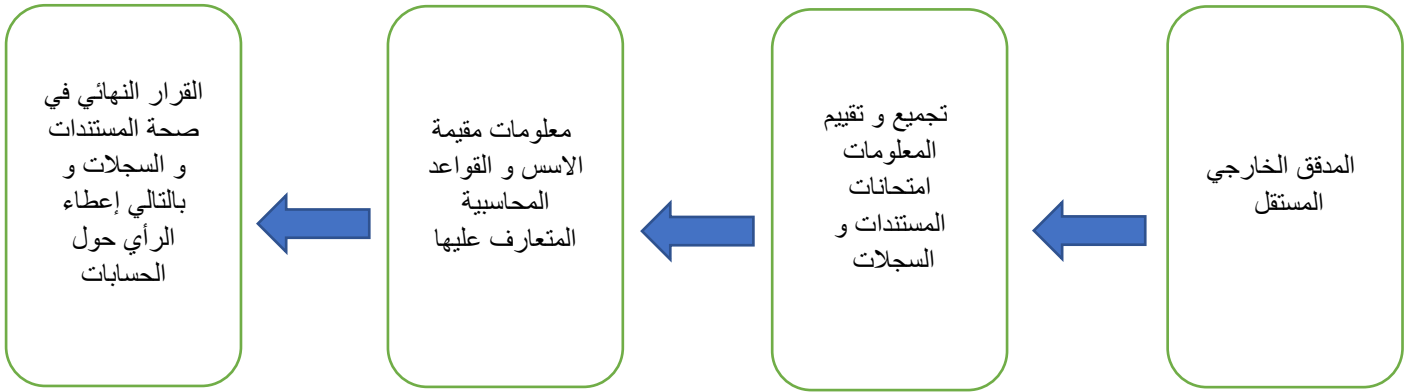 المدقق الخارجي
المستقل
تجميع و تقييم
المعلومات
امتحانات
المستندات و
السجلات
معلومات مقيمة
الاسس و القواعد
المحاسبية
المتعارف عليها
القرار النهائي في
صحة المستندات
و السجلات و
بالتالي إعطاء
الرأي حول
الحسابات